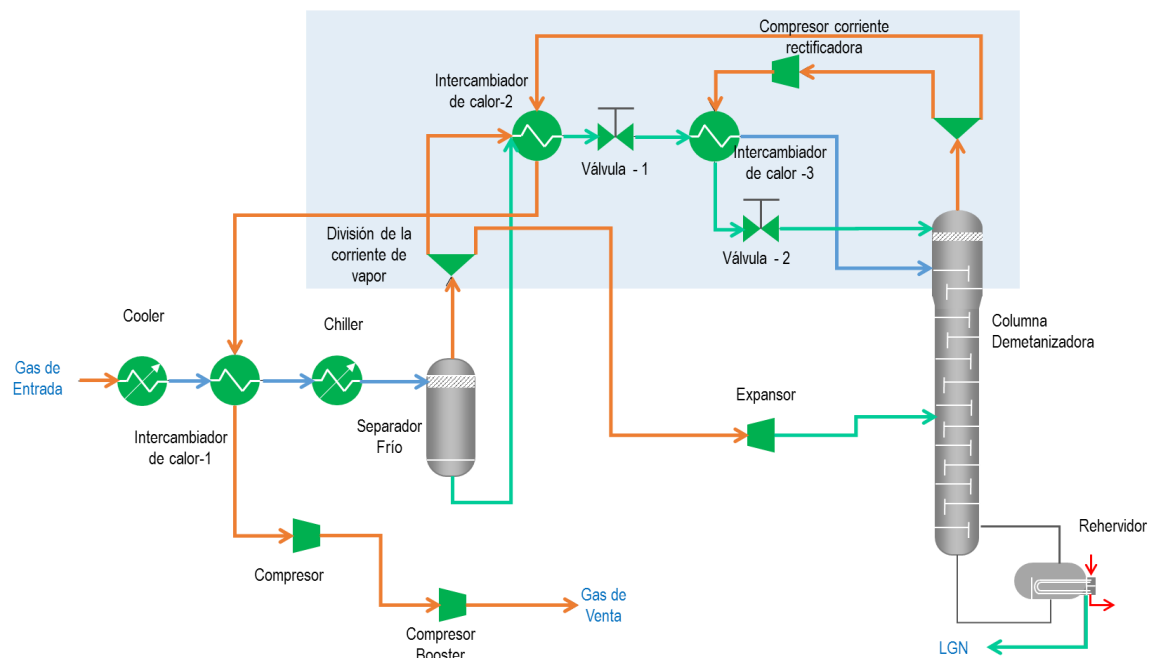 Compresor corriente
rectificadora
Intercambiador
de calor-2
Válvula - 1
Intercambiador
de calor -3
División de la
corriente de
vapor
Válvula - 2
Cooler
Chiller
Columna
Demetanizadora
Gas de
Entrada
Expansor
Intercambiador
de calor-1
Separador
Frío
Compresor
Rehervidor
Gas de
Venta
Compresor
Booster
LGN